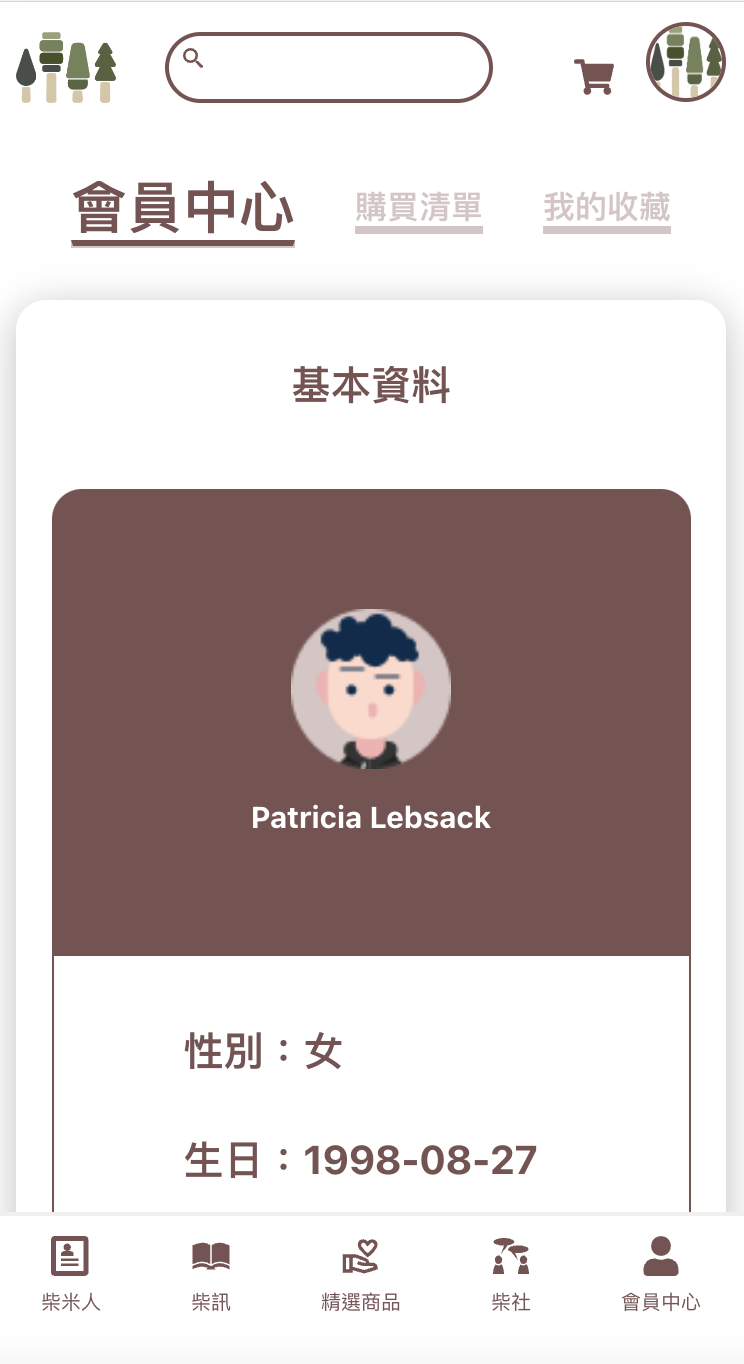 會員中心 購買清單 我的收藏
基本資料
Patricia Lebsack
性別：女
生日：1998-08-27
柴米人 柴訊 精選商品 柴社 會員中心